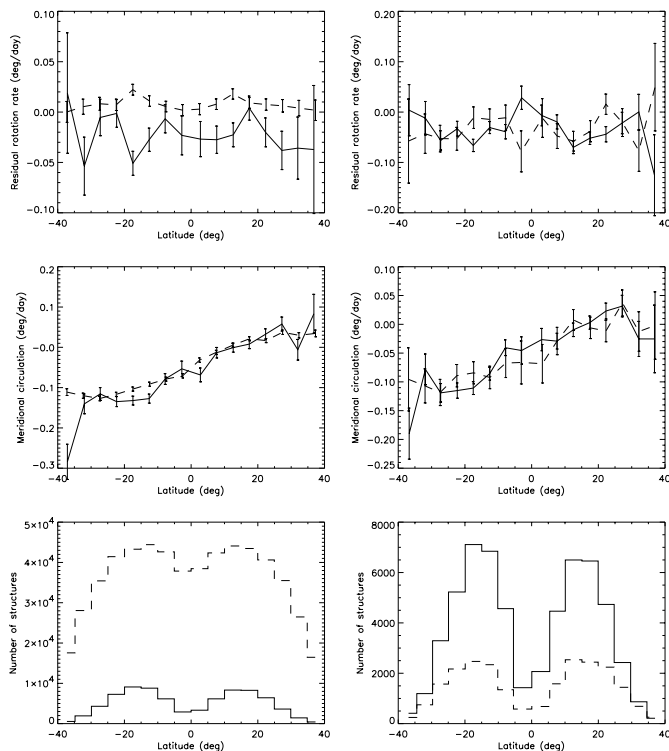 0.10
0.05
0.00
−0.05
−0.10
Residual rotation rate (deg/day)
−40 −20 0 20 40
Latitude (deg)
0.20
0.10
0.00
−0.10
−0.20
Residual rotation rate (deg/day)
−40 −20 0 20 40
Latitude (deg)
0.2
0.1
−0.0
−0.1
−0.2
−0.3
Meridional circulation (deg/day)
−40 −20 0 20 40
Latitude (deg)
0.10
0.05
0.00
−0.05
−0.10
−0.15
−0.20
−0.25
Meridional circulation (deg/day)
−40 −20 0 20 40
Latitude (deg)
5×10⁴
4×10⁴
3×10⁴
2×10⁴
1×10⁴
0
Number of structures
−40 −20 0 20 40
Latitude (deg)
8000
6000
4000
2000
0
Number of structures
−40 −20 0 20 40
Latitude (deg)